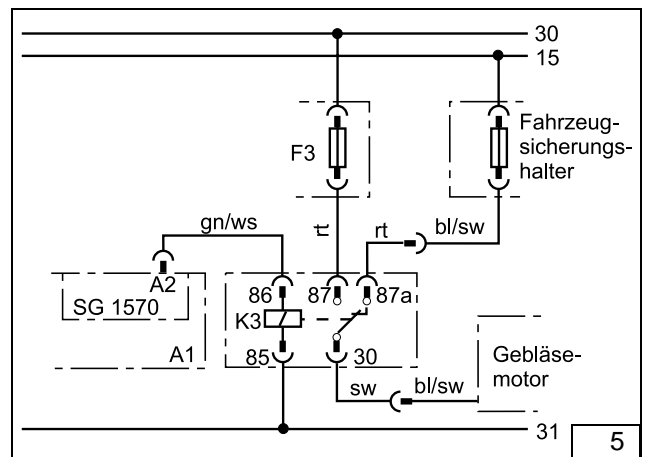 30
15
F3
Fahrzeug-
sicherungs-
halter
gn/ws
rt
rt
bl/sw
A2
SG 1570
A1
86
87
87a
K3
85
30
Gebläse-
motor
sw
bl/sw
31
5